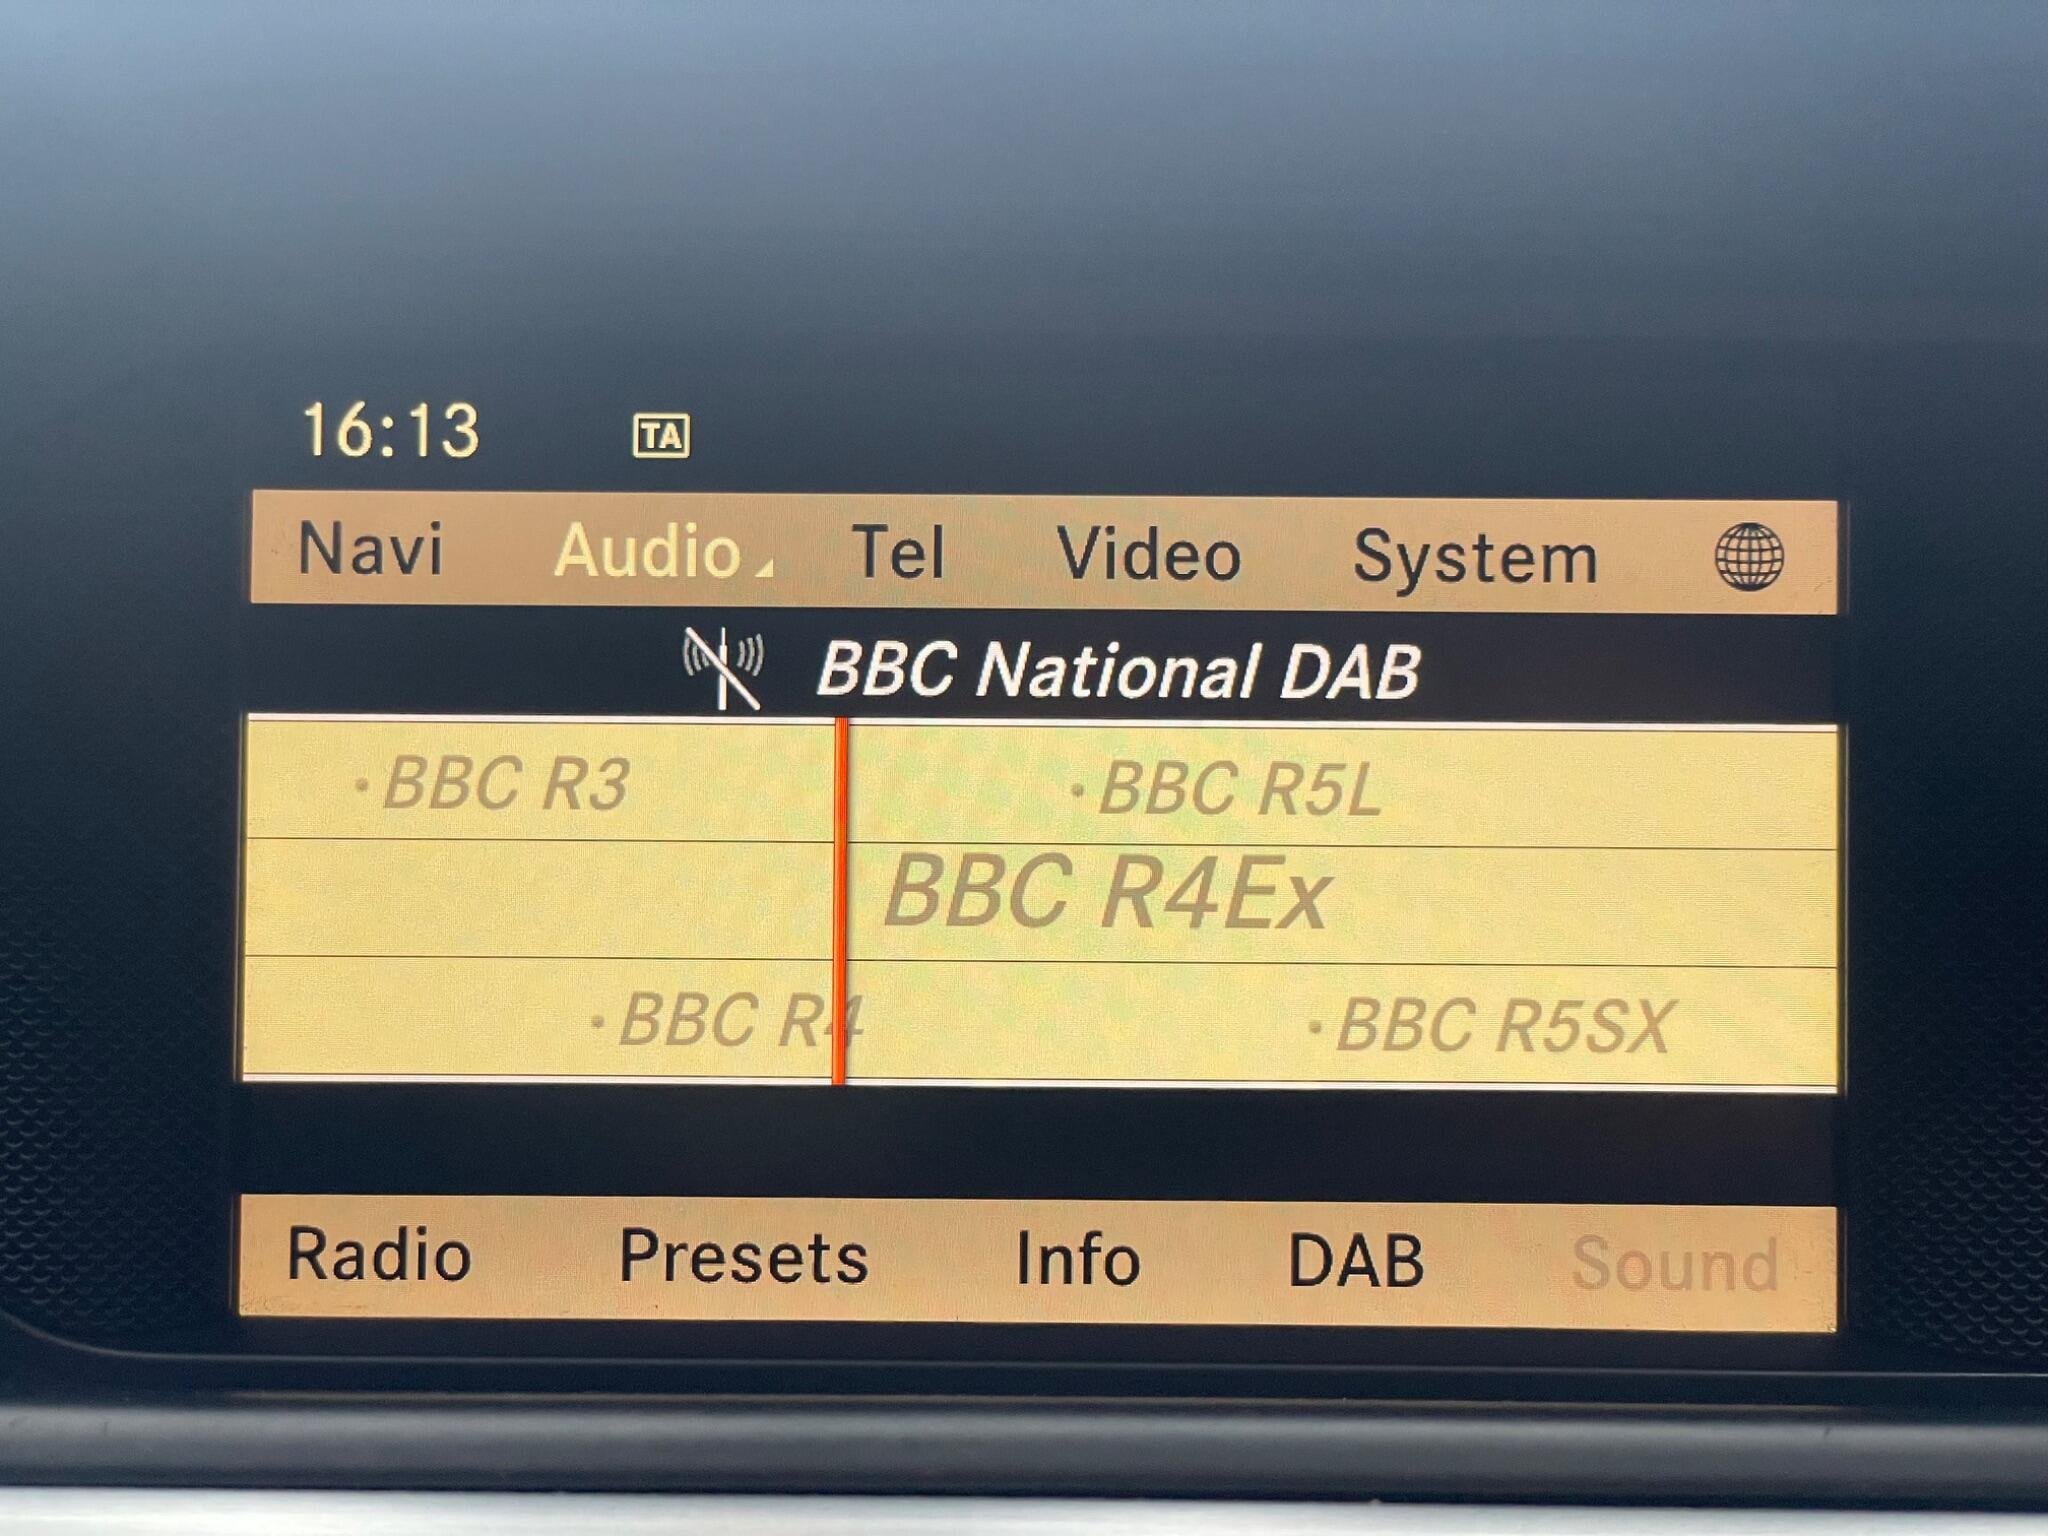 16:13 TA
Navi Audio Tel Video System
BBC National DAB
BBC R3 BBC R5L
BBC R4Ex
BBC R4 BBC R5SX
Radio Presets Info DAB Sound